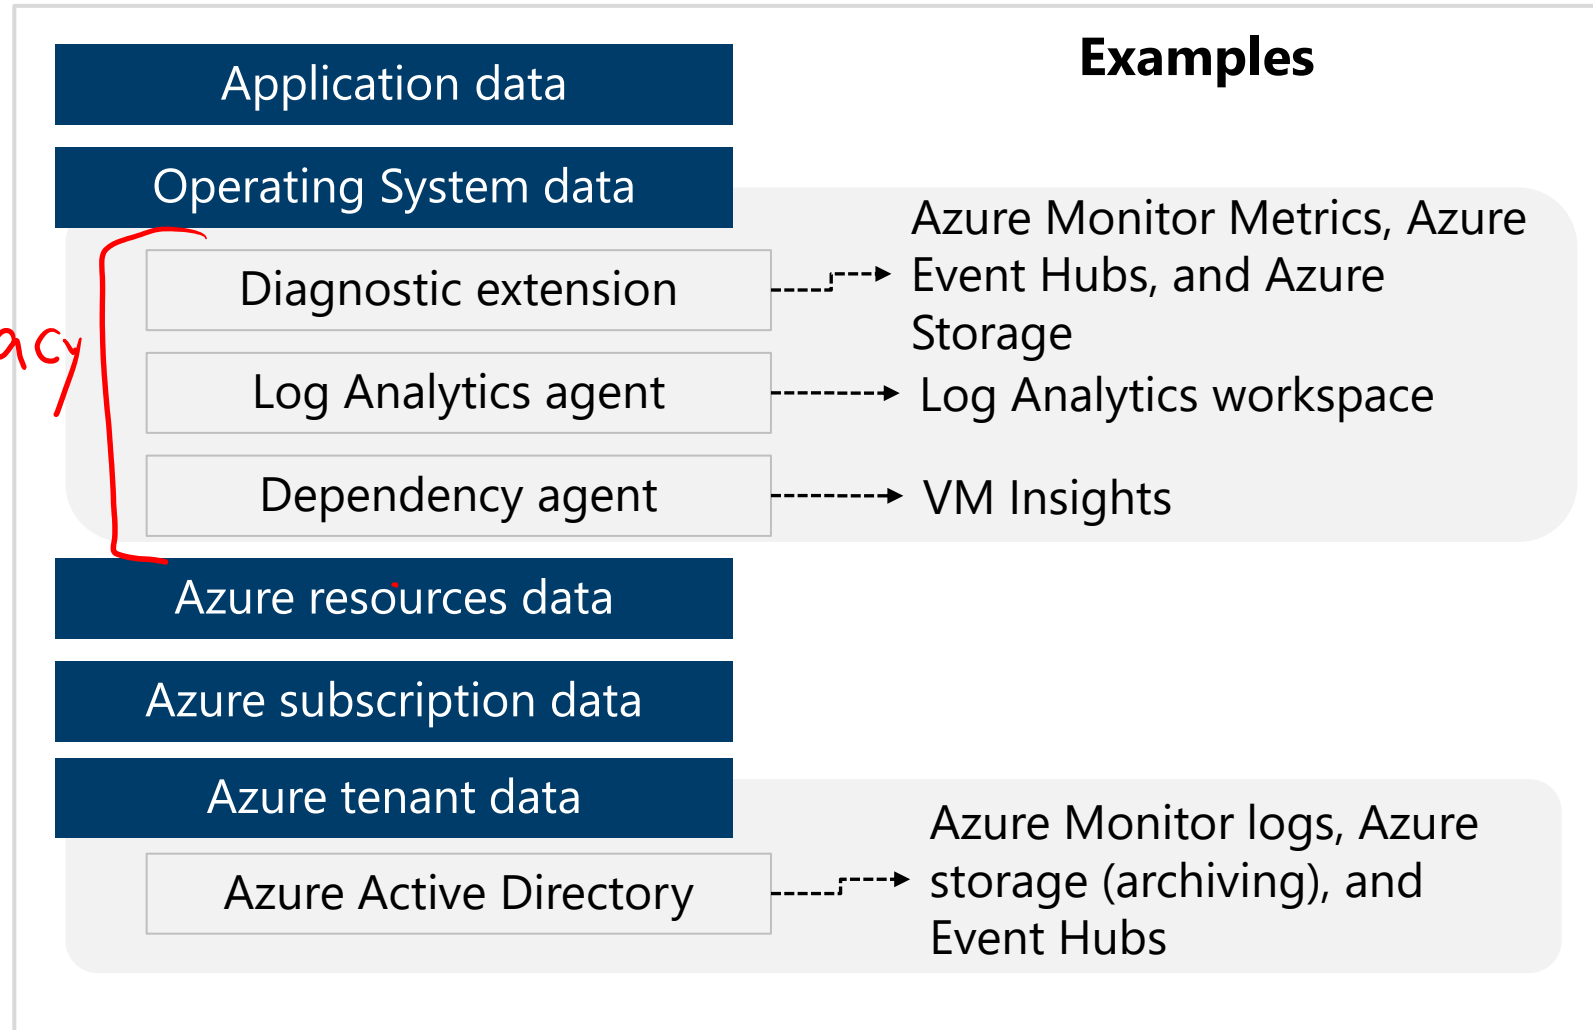 Examples
Application data
Operating System data
Diagnostic extension
Azure Monitor Metrics, Azure
Event Hubs, and Azure
Storage
acy
Log Analytics agent
Log Analytics workspace
Dependency agent
VM Insights
Azure resources data
Azure subscription data
Azure tenant data
Azure Active Directory
Azure Monitor logs, Azure
storage (archiving), and
Event Hubs